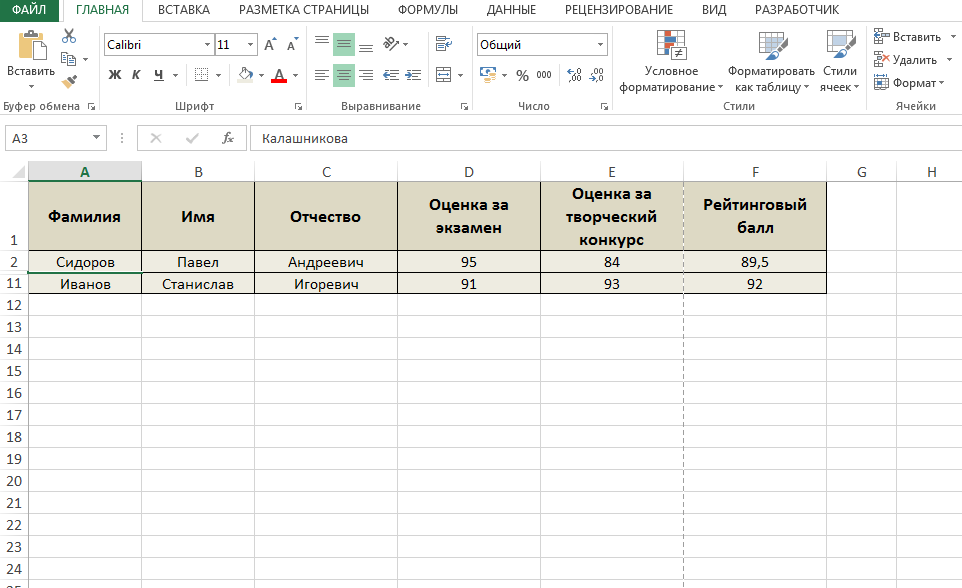 ФАЙЛ ГЛАВНАЯ ВСТАВКА РАЗМЕТКА СТРАНИЦЫ ФОРМУЛЫ ДАННЫЕ РЕЦЕНЗИРОВАНИЕ ВИД РАЗРАБОТЧИК
Вставить
Буфер обмена
Calibri 11
Ж К Ч
Шрифт
Выравнивание
Общий
% 000 ,00 ,00
Число
Условное форматирование
Форматировать как таблицу
Стили ячеек
Стили
Вставить
Удалить
Формат
Ячейки
A3 fx Калашникова
A B C D E F G H
1 Фамилия Имя Отчество Оценка за экзамен Оценка за творческий конкурс Рейтинговый балл
2 Сидоров Павел Андреевич 95 84 89,5
11 Иванов Станислав Игоревич 91 93 92
12
13
14
15
16
17
18
19
20
21
22
23
24